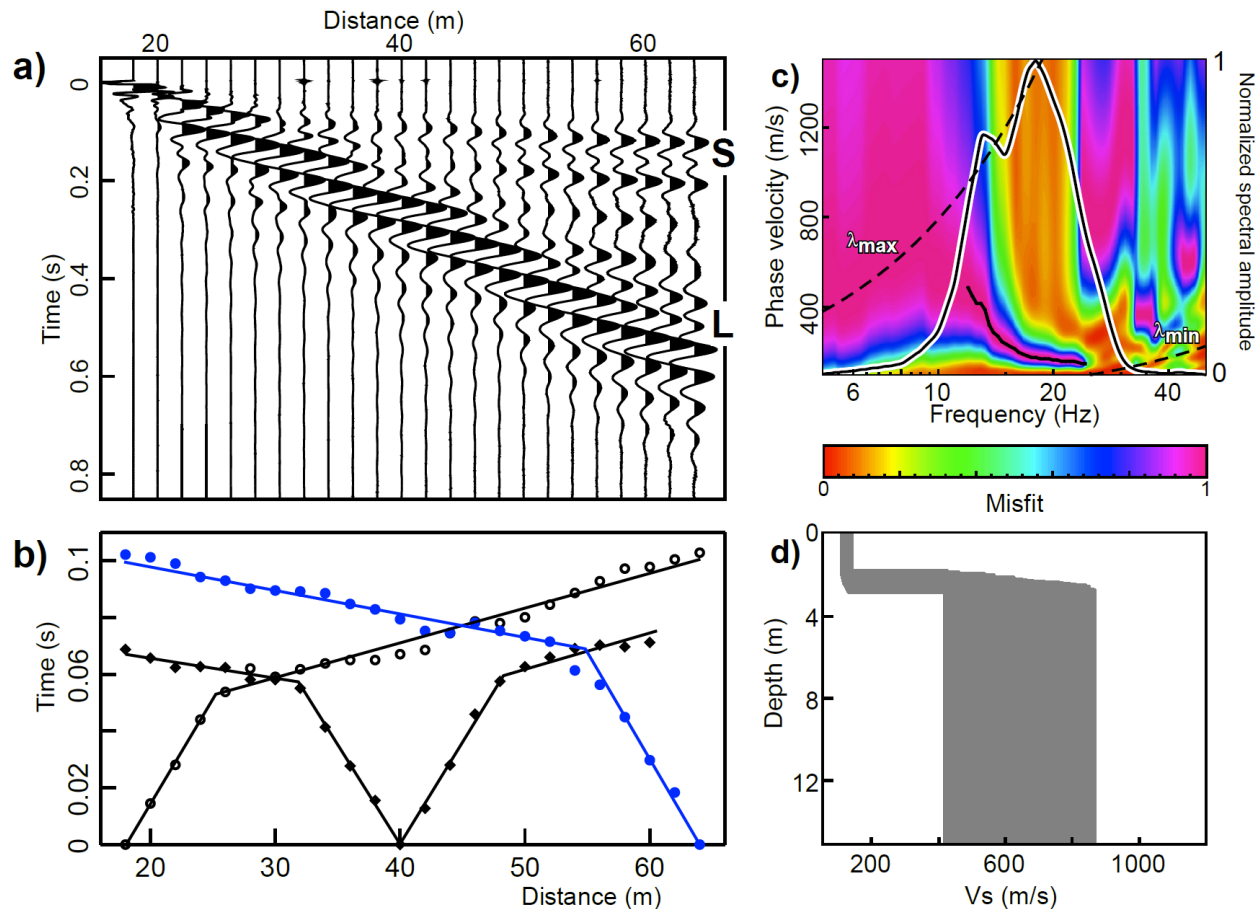 Distance (m)
20 40 60
a)
0
0.2
0.4
0.6
0.8
Time (s)
S
L
c)
1200
800
400
Phase velocity (m/s)
λmax
λmin
1
0
Normalized spectral amplitude
6 10 20 40
Frequency (Hz)
0 1
Misfit
b)
0.1
0.06
0.02
0
Time (s)
20 30 40 50 60
Distance (m)
d)
0
4
12
Depth (m)
200 600 1000
Vs (m/s)